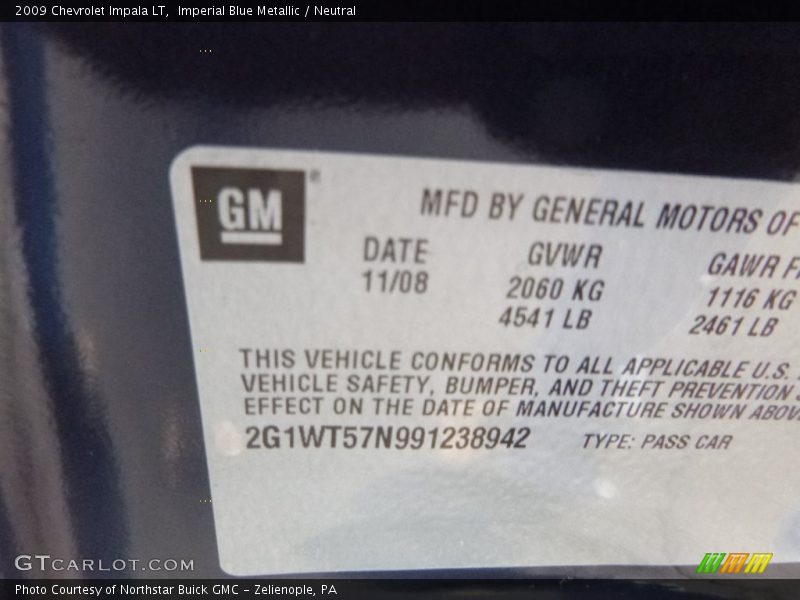 2009 Chevrolet Impala LT,  Imperial Blue Metallic / Neutral
GM ®
MFD BY GENERAL MOTORS OF
DATE GVWR GAWR
11/08 2060 KG 1116 KG
4541 LB 2461 LB
THIS VEHICLE CONFORMS TO ALL APPLICABLE U.S.
VEHICLE SAFETY, BUMPER, AND THEFT PREVENTION
EFFECT ON THE DATE OF MANUFACTURE SHOWN ABOVE
2G1WT57N991238942 TYPE: PASS CAR
GTCARLOT.COM
Photo Courtesy of Northstar Buick GMC – Zelienople, PA